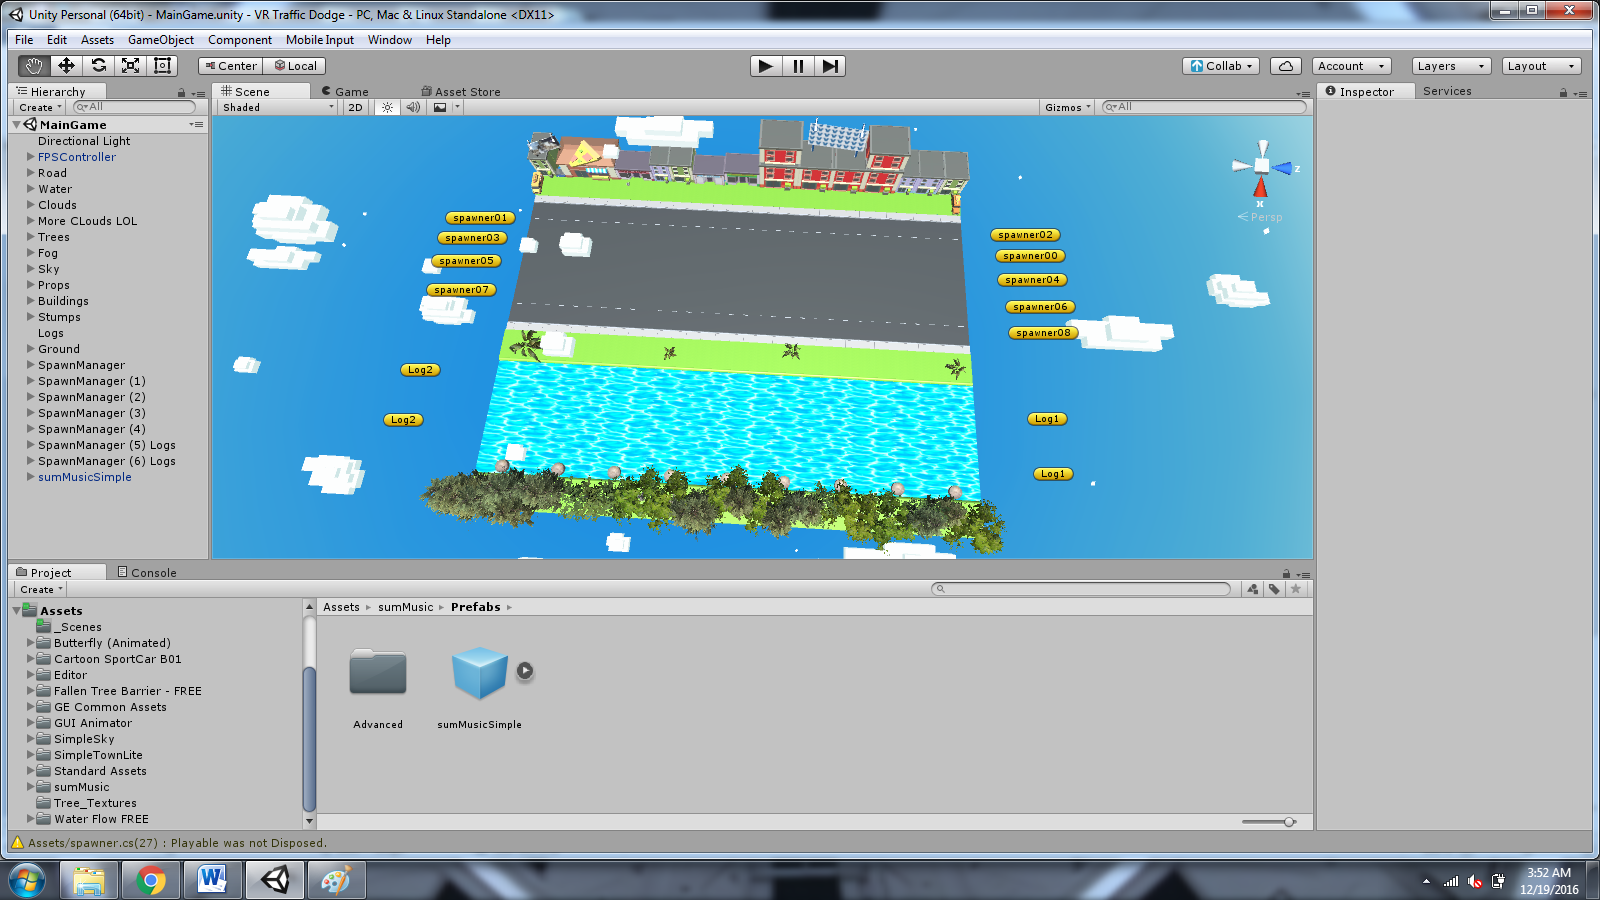 Unity Personal (64bit) - MainGame.unity - VR Traffic Dodge - PC, Mac & Linux Standalone <DX11>
File Edit Assets GameObject Component Mobile Input Window Help
Center Local Collab Account Layers Layout
Hierarchy
Create All
MainGame
Directional Light
FPSController
Road
Water
Clouds
More CLouds LOL
Trees
Fog
Sky
Props
Buildings
Stumps
Logs
Ground
SpawnManager
SpawnManager (1)
SpawnManager (2)
SpawnManager (3)
SpawnManager (4)
SpawnManager (5) Logs
SpawnManager (6) Logs
sumMusicSimple
Scene Game Asset Store
Shaded 2D Gizmos All
spawner01
spawner03
spawner05
spawner07
spawner02
spawner00
spawner04
spawner06
spawner08
Log2
Log2
Log1
Log1
z
x
Persp
Inspector Services
Project Console
Create
Assets
_Scenes
Butterfly (Animated)
Cartoon SportCar B01
Editor
Fallen Tree Barrier - FREE
GE Common Assets
GUI Animator
SimpleSky
SimpleTownLite
Standard Assets
sumMusic
Tree_Textures
Water Flow FREE
Assets sumMusic Prefabs
Advanced sumMusicSimple
Assets/spawner.cs(27) : Playable was not Disposed.
3:52 AM
12/19/2016